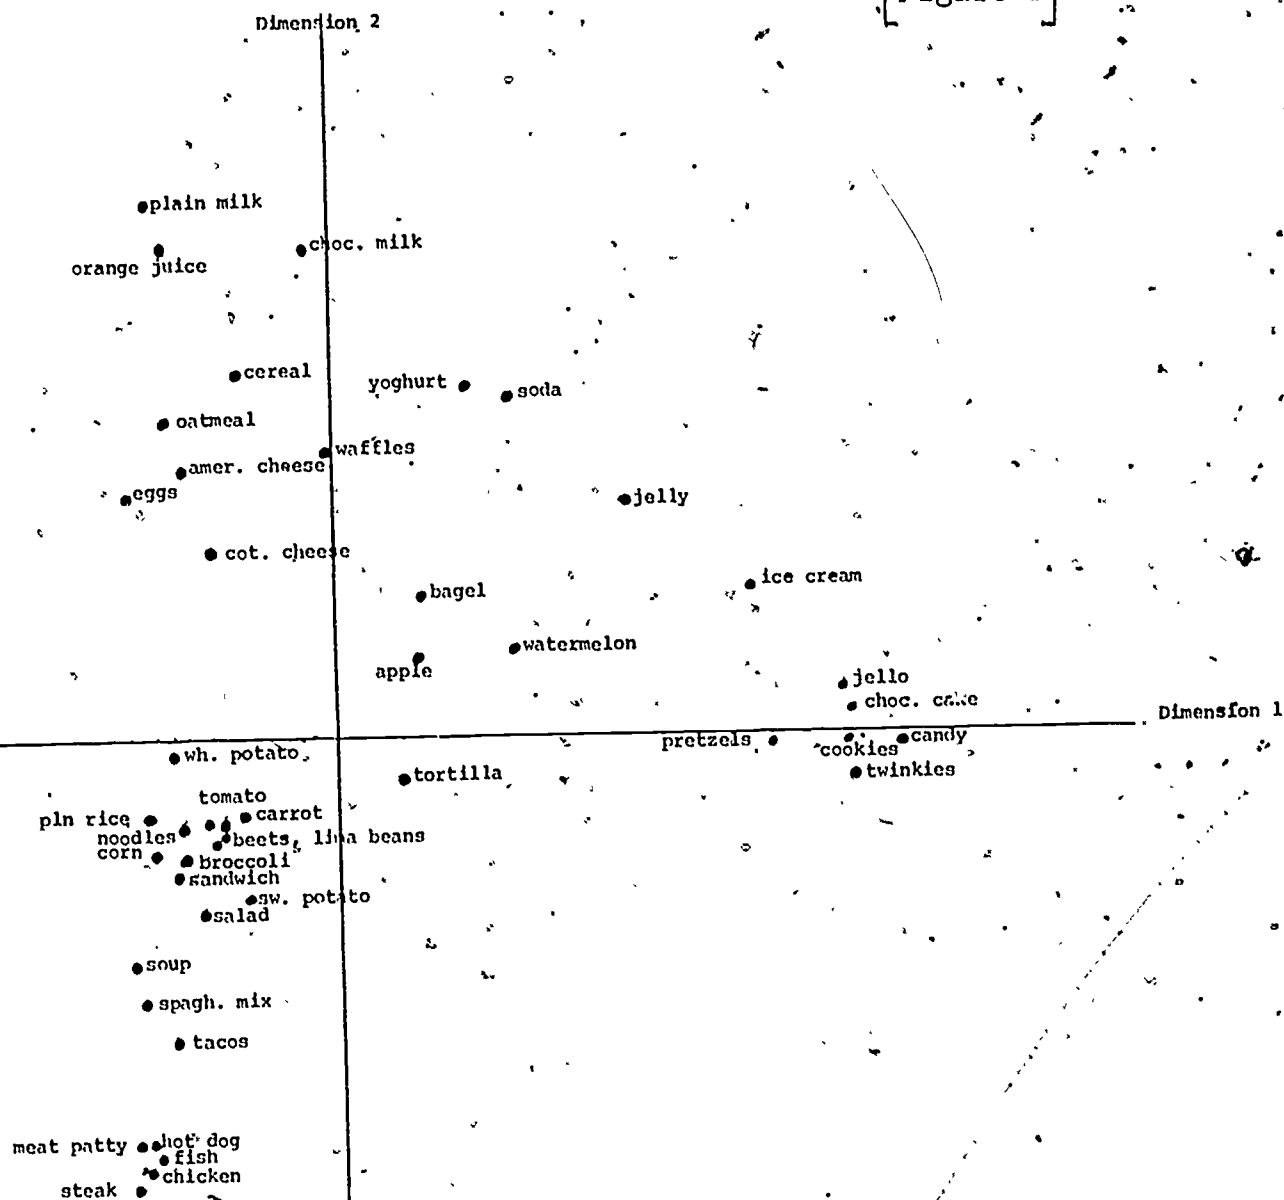 Dimension 2
plain milk
choc. milk
orange juice
cereal
yoghurt
soda
oatmeal
waffles
amer. cheese
eggs
jelly
cot. cheese
ice cream
bagel
watermelon
apple
jello
choc. cake
Dimension 1
pretzels
cookies
candy
wh. potato
twinkies
tortilla
tomato
pln rice
carrot
noodles
beets, lima beans
corn
broccoli
sandwich
sw. potato
salad
soup
spagh. mix
tacos
meat patty
hot dog
fish
chicken
steak